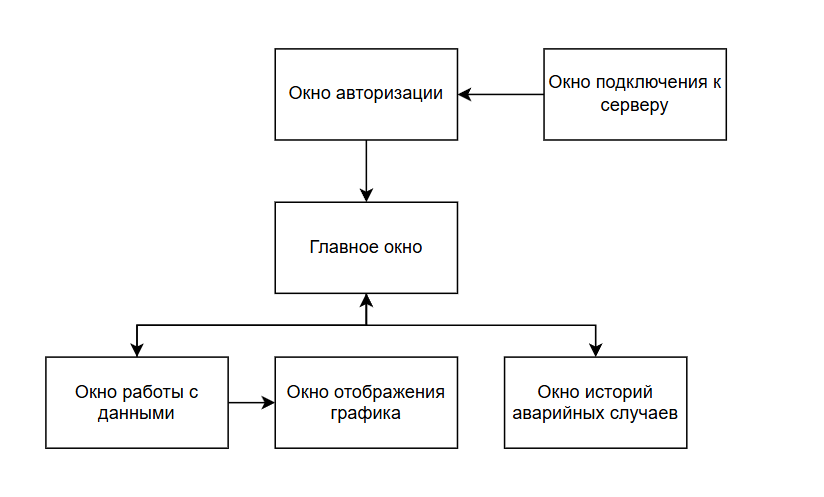 Окно авторизации
Окно подключения к
серверу
Главное окно
Окно работы с
данными
Окно отображения
графика
Окно историй
аварийных случаев